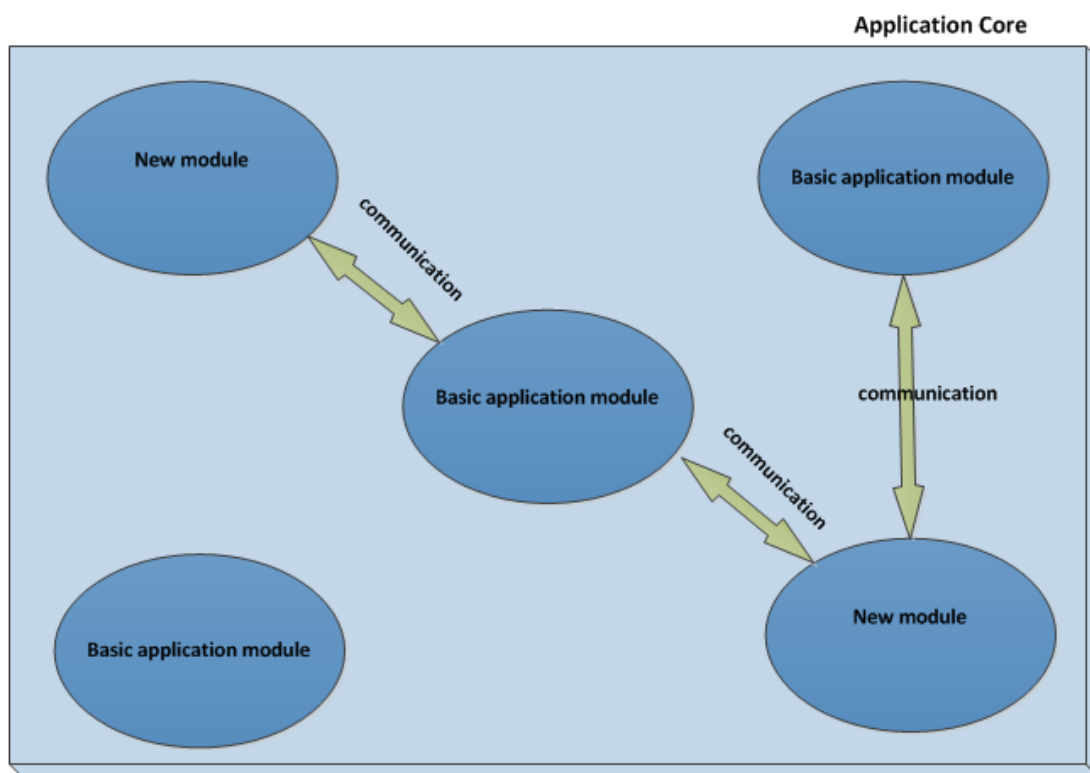 Application Core
New module
Basic application module
communication
Basic application module
communication
communication
New module
Basic application module